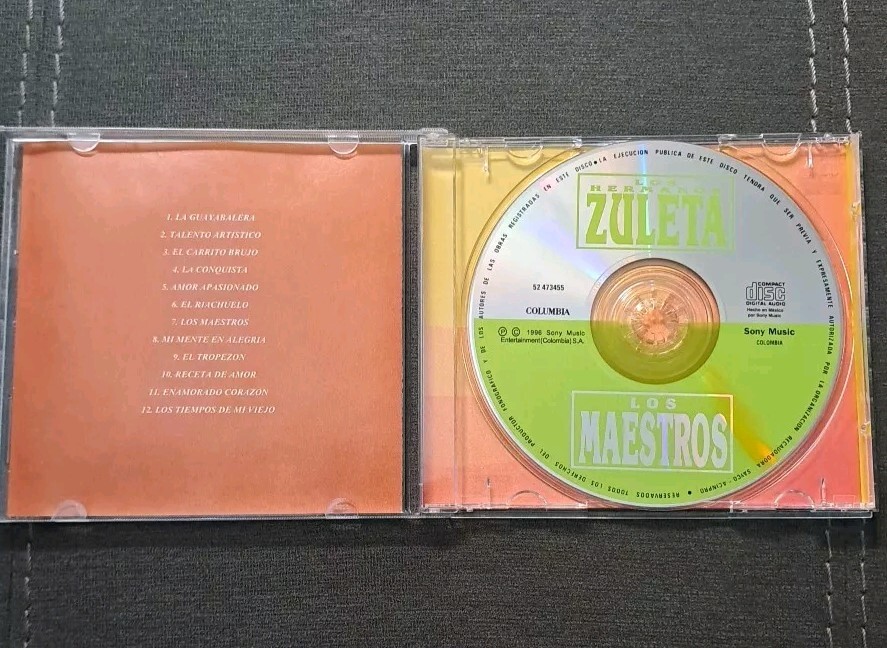 1. LA GUAYABALERA
2. TALENTO ARTISTICO
3. EL CARRITO BRUJO
4. LA CONQUISTA
5. AMOR APASIONADO
6. EL RIACHUELO
7. LOS MAESTROS
8. MI MENTE EN ALEGRIA
9. EL TROPEZON
10. RECETA DE AMOR
11. ENAMORADO CORAZON
12. LOS TIEMPOS DE MI VIEJO
LOS
HERMANOS
ZULETA
52 473455
COLUMBIA
COMPACT
disc
DIGITAL AUDIO
Hecho en México
por Sony Music
Ⓟ © 1996 Sony Music
Entertainment (Colombia) S.A.
Sony Music
COLOMBIA
LOS
MAESTROS
RESERVADOS TODOS LOS DERECHOS DEL PRODUCTOR FONOGRAFICO Y DE LOS AUTORES DE LAS OBRAS REGISTRADAS EN ESTE DISCO • LA EJECUCION PUBLICA DE ESTE DISCO TENDRA QUE SER PREVIA Y EXPRESAMENTE AUTORIZADA POR LA ORGANIZACION RECAUDADORA SAYCO-ACINPRO •